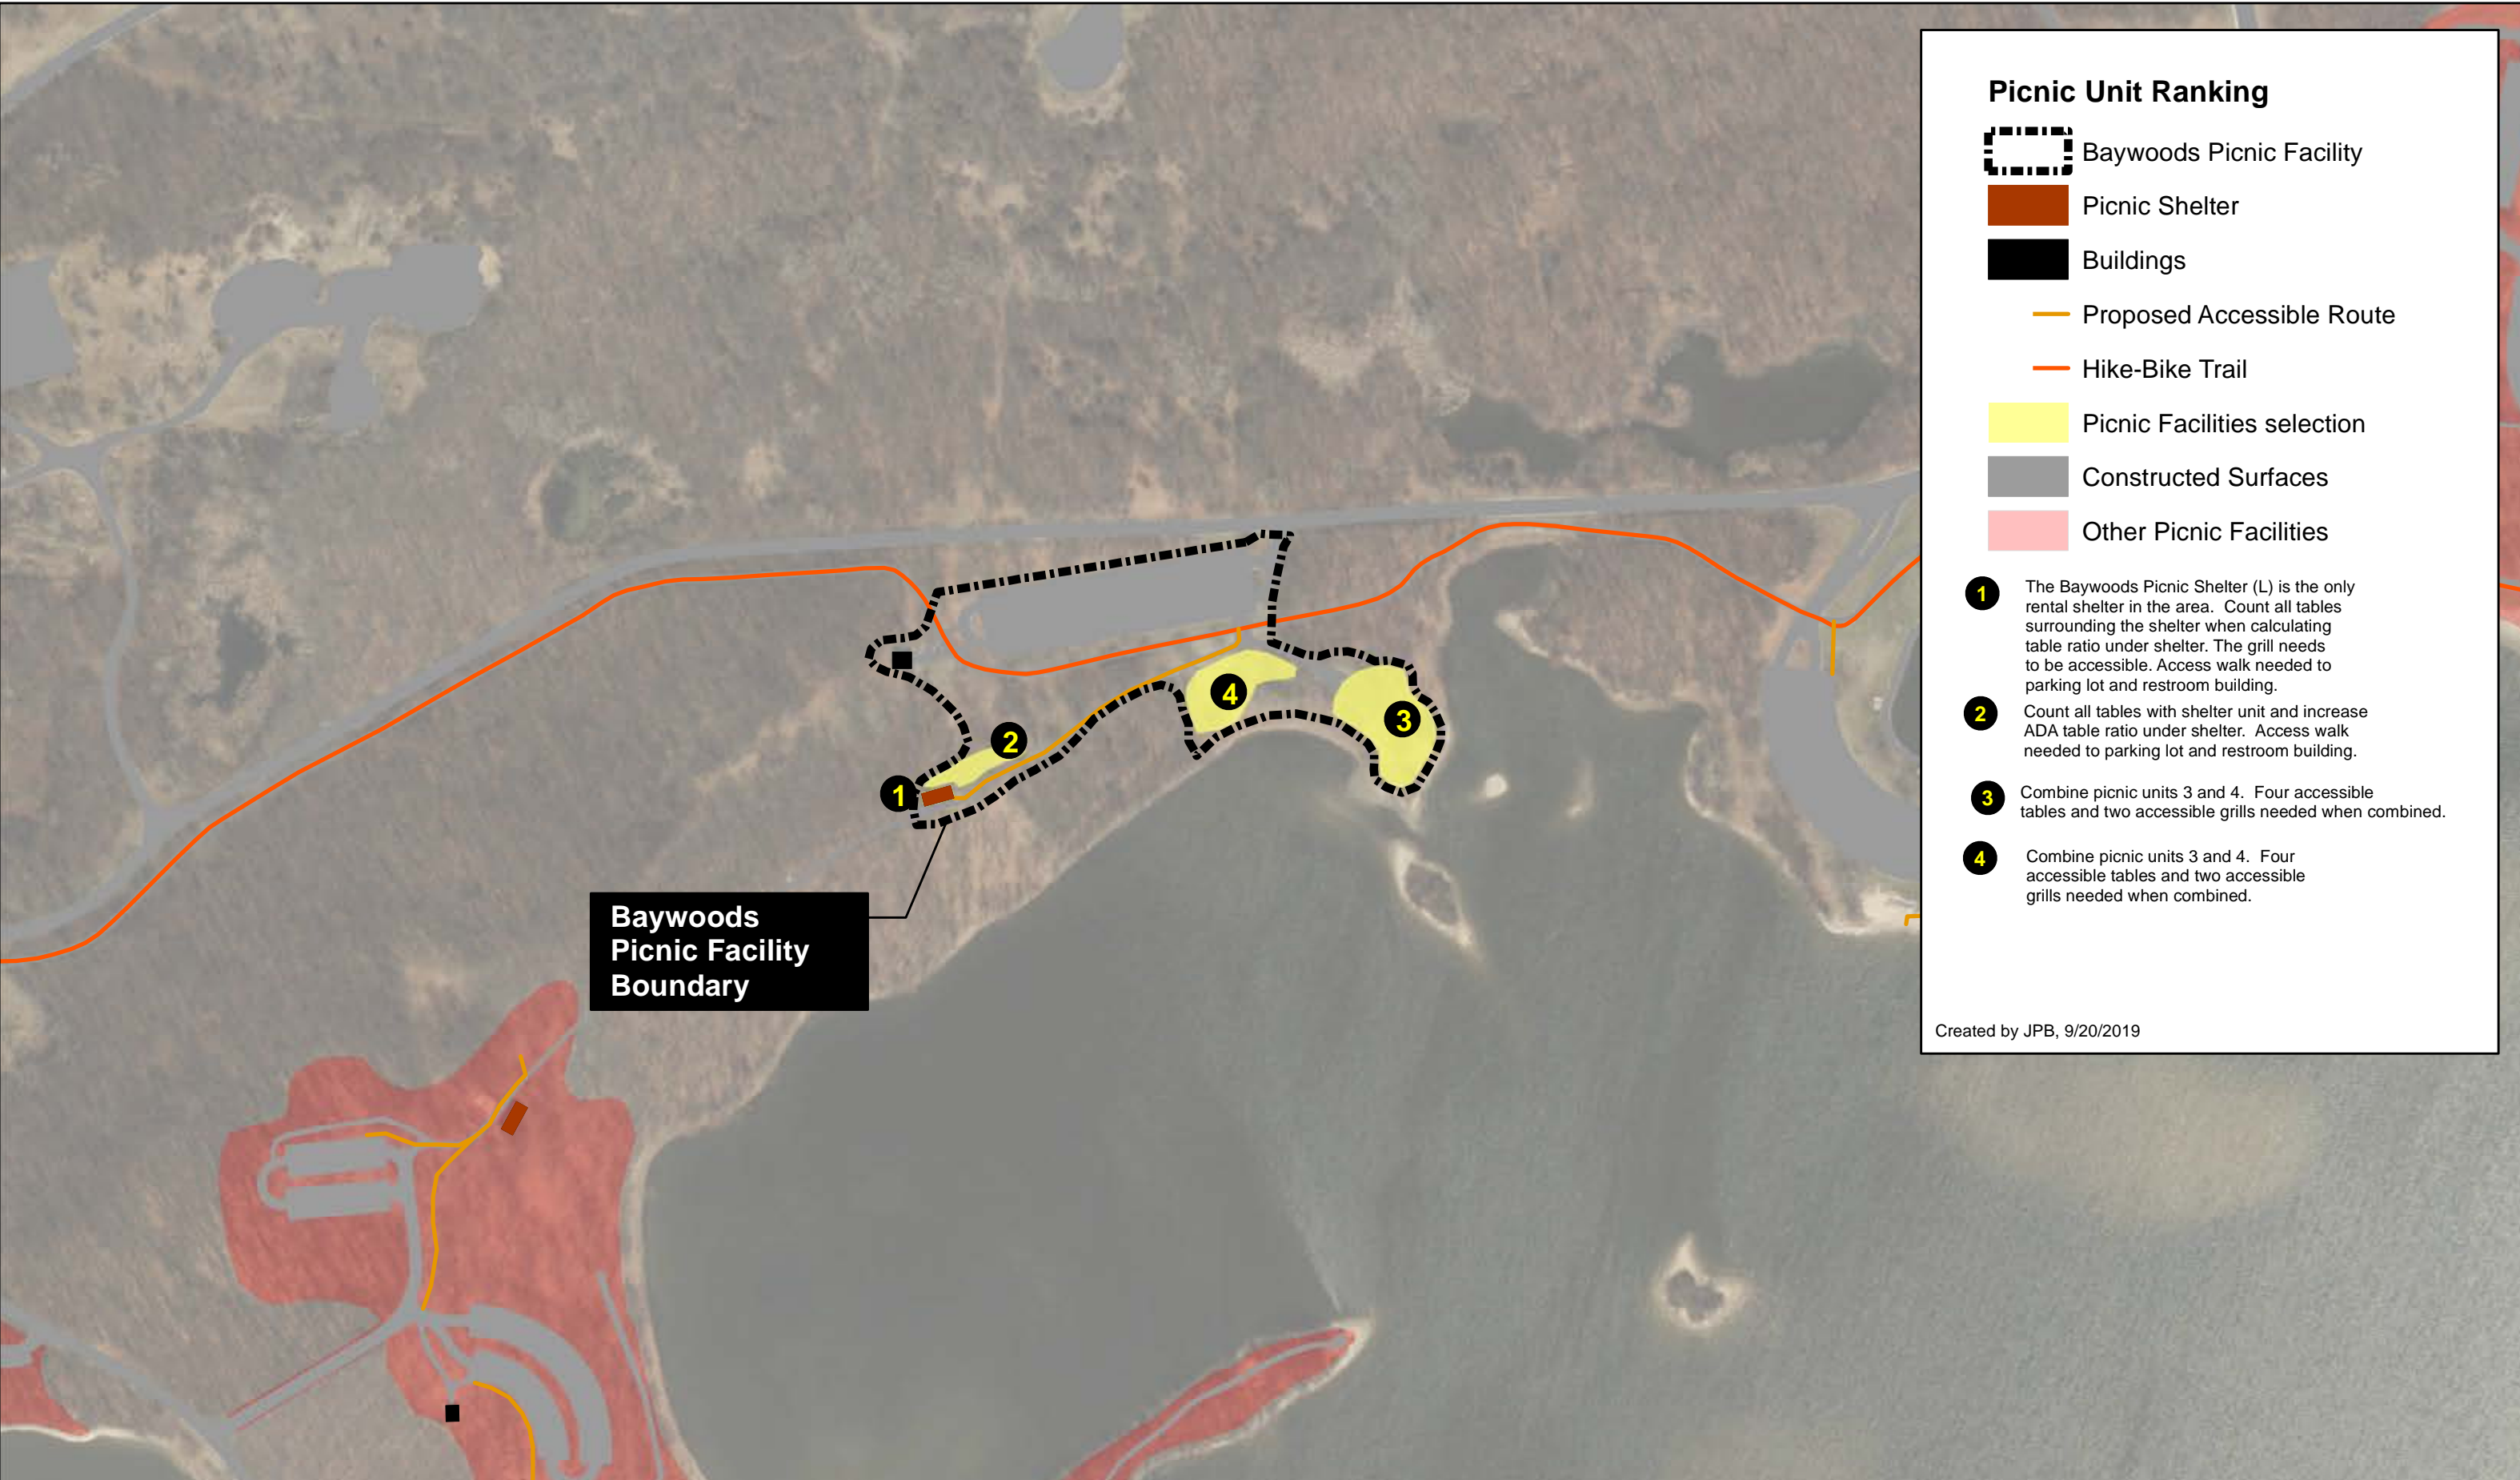 Picnic Unit Ranking
Baywoods Picnic Facility
Picnic Shelter
Buildings
Proposed Accessible Route
Hike-Bike Trail
Picnic Facilities selection
Constructed Surfaces
Other Picnic Facilities
1
The Baywoods Picnic Shelter (L) is the only
rental shelter in the area. Count all tables
surrounding the shelter when calculating
table ratio under shelter. The grill needs
to be accessible. Access walk needed to
parking lot and restroom building.
2
Count all tables with shelter unit and increase
ADA table ratio under shelter. Access walk
needed to parking lot and restroom building.
3
Combine picnic units 3 and 4. Four accessible
tables and two accessible grills needed when combined.
4
Combine picnic units 3 and 4. Four
accessible tables and two accessible
grills needed when combined.
Created by JPB, 9/20/2019
4
3
2
1
Baywoods
Picnic Facility
Boundary